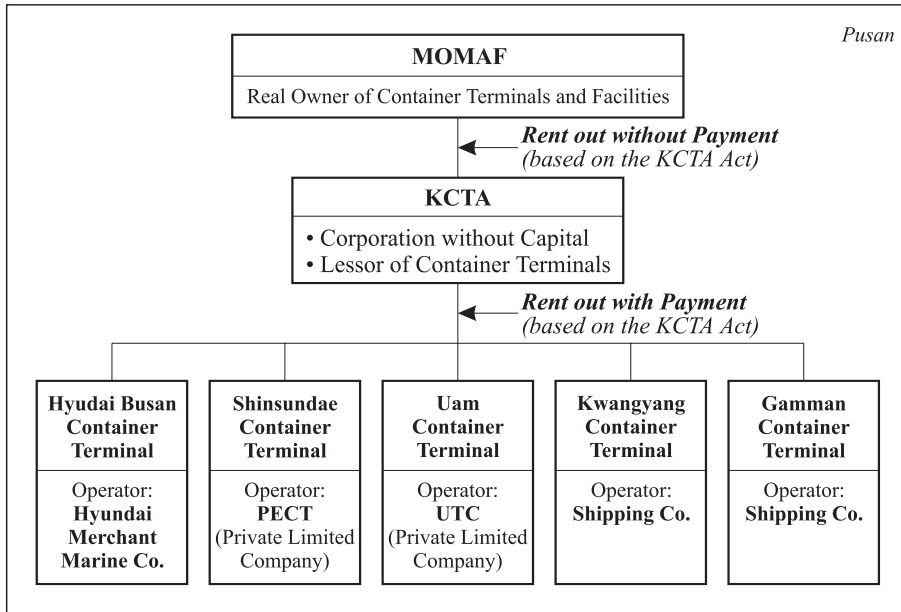 Pusan
MOMAF
Real Owner of Container Terminals and Facilities
Rent out without Payment
(based on the KCTA Act)
KCTA
• Corporation without Capital
• Lessor of Container Terminals
Rent out with Payment
(based on the KCTA Act)
Hyudai Busan
Container
Terminal
Operator:
Hyundai
Merchant
Marine Co.
Shinsundae
Container
Terminal
Operator:
PECT
(Private Limited
Company)
Uam
Container
Terminal
Operator:
UTC
(Private Limited
Company)
Kwangyang
Container
Terminal
Operator:
Shipping Co.
Gamman
Container
Terminal
Operator:
Shipping Co.